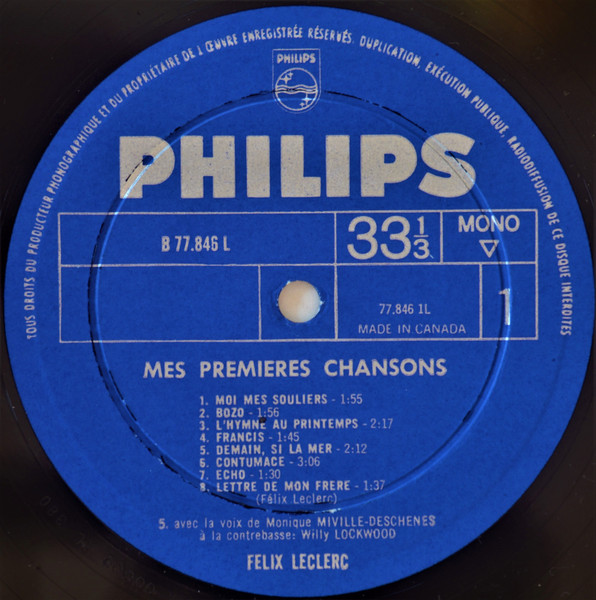 TOUS DROITS DU PRODUCTEUR PHONOGRAPHIQUE ET DU PROPRIÉTAIRE DE L'ŒUVRE ENREGISTRÉE RÉSERVÉS. DUPLICATION, EXÉCUTION PUBLIQUE, RADIODIFFUSION DE CE DISQUE INTERDITES
PHILIPS
PHILIPS
B 77.846 L
33 1/3
MONO
77.846 1L
MADE IN CANADA
1
MES PREMIERES CHANSONS
1. MOI MES SOULIERS - 1:55
2. BOZO - 1:56
3. L'HYMNE AU PRINTEMPS - 2:17
4. FRANCIS - 1:45
5. DEMAIN, SI LA MER - 2:12
6. CONTUMACE - 3:06
7. ECHO - 1:30
8. LETTRE DE MON FRERE - 1:37
(Félix Leclerc)
5. avec la voix de Monique MIVILLE-DESCHENES
à la contrebasse: Willy LOCKWOOD
FELIX LECLERC